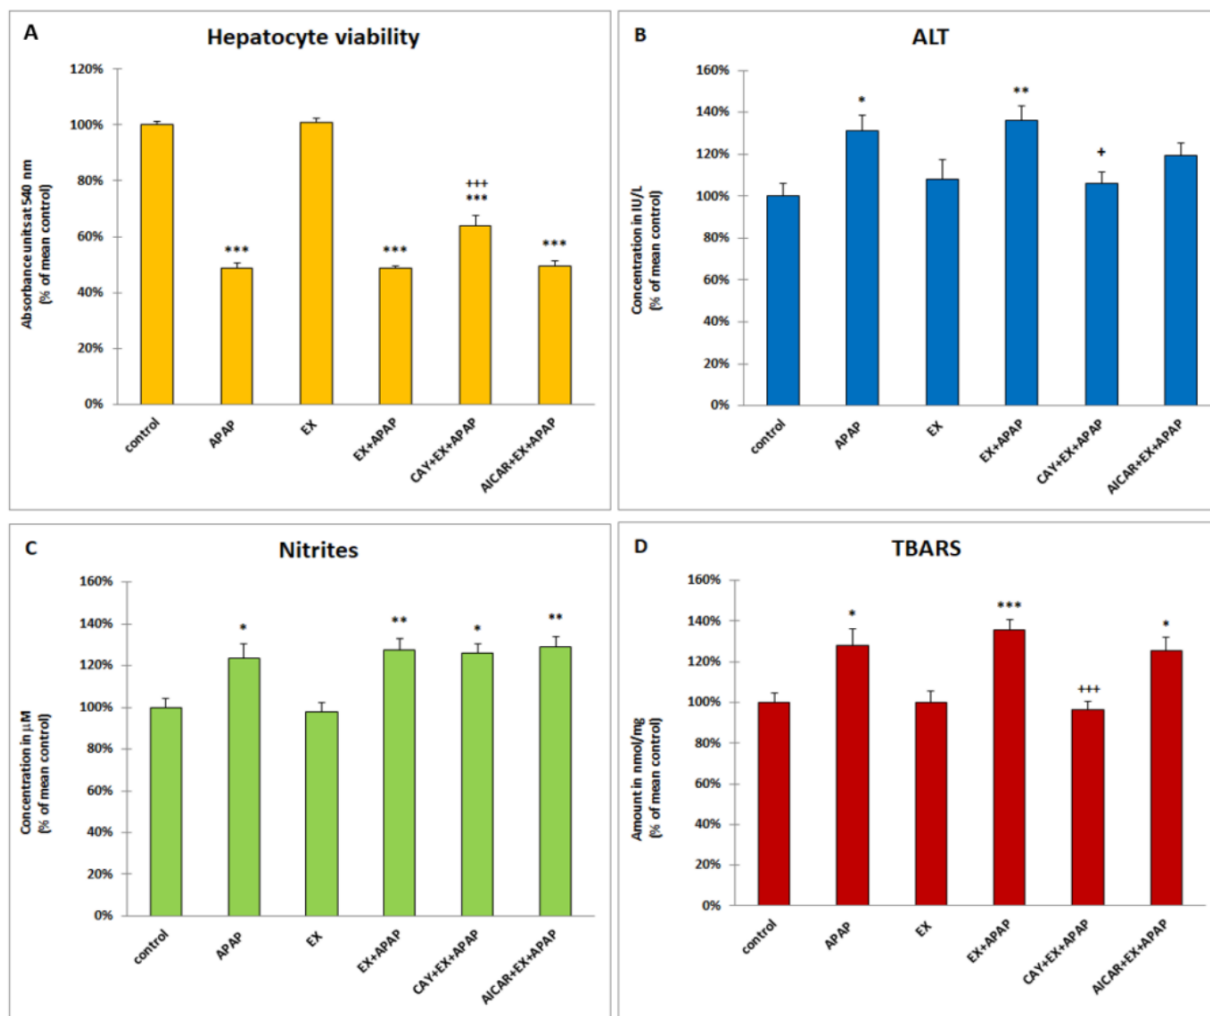 A
Hepatocyte viability
Absorbance units at 540 nm
(% of mean control)
120%
100%
80%
60%
40%
20%
0%
***
***
+++
***
***
control
APAP
EX
EX+APAP
CAY+EX+APAP
AICAR+EX+APAP
B
ALT
Concentration in IU/L
(% of mean control)
160%
140%
120%
100%
80%
60%
40%
20%
0%
*
**
+
control
APAP
EX
EX+APAP
CAY+EX+APAP
AICAR+EX+APAP
C
Nitrites
Concentration in μM
(% of mean control)
160%
140%
120%
100%
80%
60%
40%
20%
0%
*
**
*
**
control
APAP
EX
EX+APAP
CAY+EX+APAP
AICAR+EX+APAP
D
TBARS
Amount in nmol/mg
(% of mean control)
160%
140%
120%
100%
80%
60%
40%
20%
0%
*
***
+++
*
control
APAP
EX
EX+APAP
CAY+EX+APAP
AICAR+EX+APAP